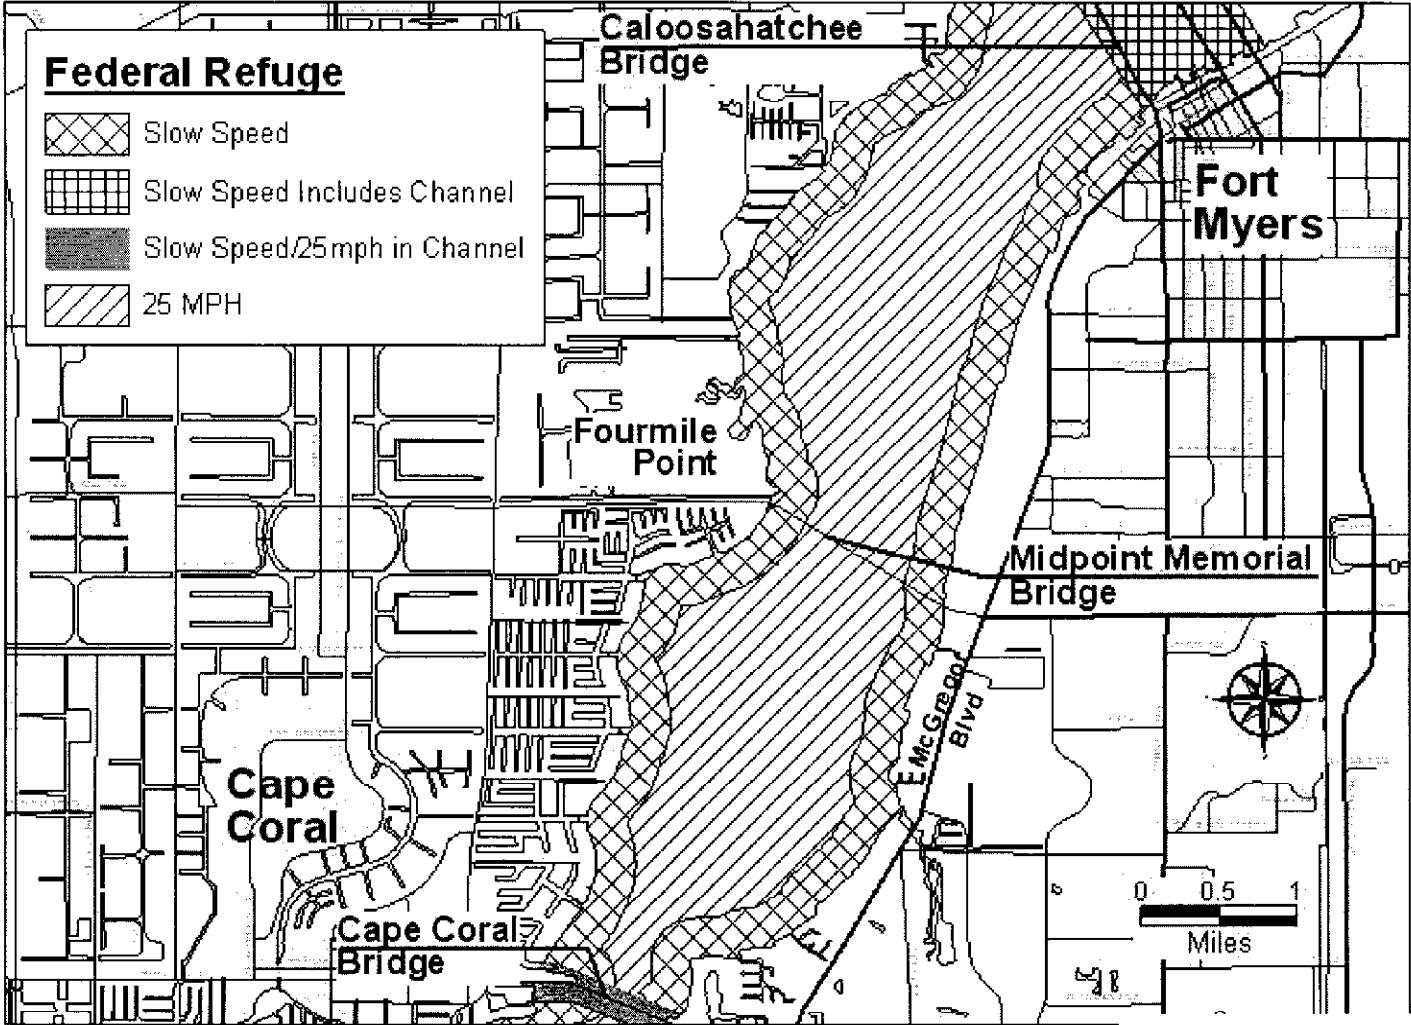 Federal Refuge
Slow Speed
Slow Speed Includes Channel
Slow Speed/25mph in Channel
25 MPH
Caloosahatchee
Bridge
Fort
Myers
Fourmile
Point
Midpoint Memorial
Bridge
McGregor
Blvd
Cape
Coral
Cape Coral
Bridge
0 0.5 1
Miles